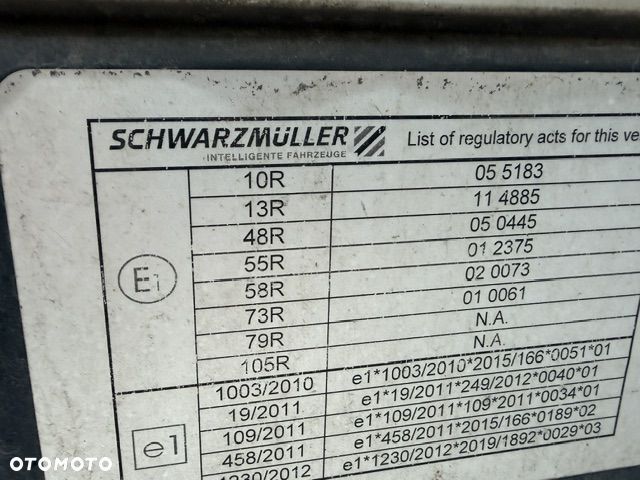 SCHWARZMÜLLER
INTELLIGENTE FAHRZEUGE
List of regulatory acts for this ve
E1
10R 05 5183
13R 11 4885
48R 05 0445
55R 01 2375
58R 02 0073
73R 01 0061
79R N.A.
105R N.A.
e1
1003/2010 e1*1003/2010*2015/166*0051*01
19/2011 e1*19/2011*249/2012*0040*01
109/2011 e1*109/2011*109*2011*0034*01
458/2011 e1*458/2011*2015/166*0189*02
1230/2012 e1*1230/2012*2019/1892*0029*03
OTOMOTO